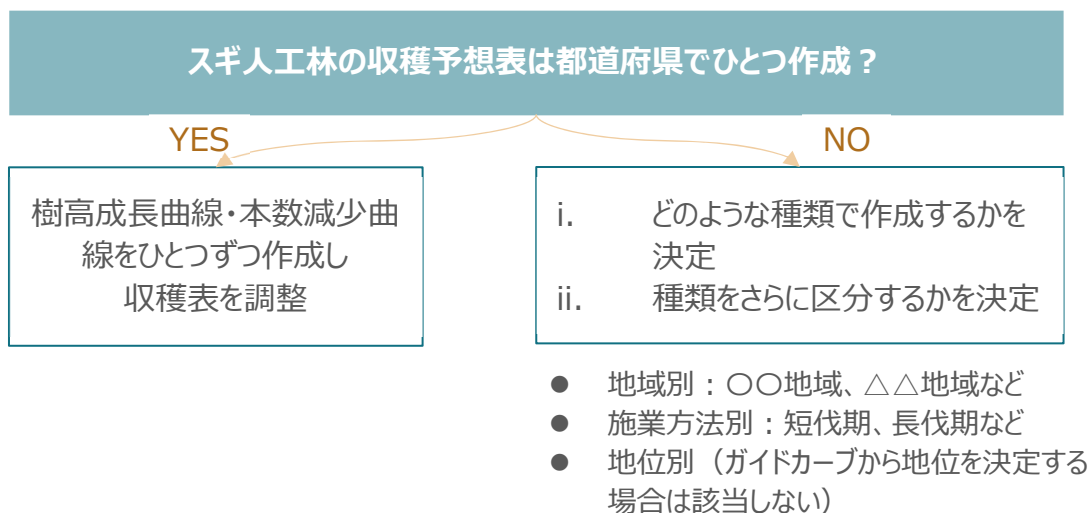 スギ人工林の収穫予想表は都道府県でひとつ作成？
YES
NO
樹高成長曲線・本数減少曲
線をひとつずつ作成し
収穫表を調整
i. どのような種類で作成するかを
決定
ii. 種類をさらに区分するかを決定
● 地域別：〇〇地域、△△地域など
● 施業方法別：短伐期、長伐期など
● 地位別（ガイドカーブから地位を決定する
場合は該当しない）